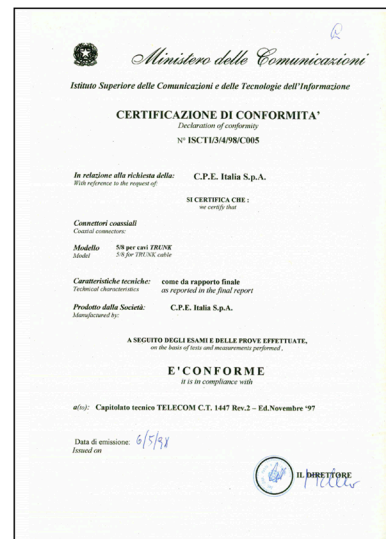 Ministero delle Comunicazioni
Istituto Superiore delle Comunicazioni e delle Tecnologie dell'Informazione
CERTIFICAZIONE DI CONFORMITA'
Declaration of conformity
N° ISCTI/3/4/98/C005
In relazione alla richiesta della: C.P.E. Italia S.p.A.
With reference to the request of:
SI CERTIFICA CHE :
we certify that
Connettori coassiali
Coaxial connectors:
Modello 5/8 per cavi TRUNK
Model 5/8 for TRUNK cable
Caratteristiche tecniche: come da rapporto finale
Technical characteristics as reported in the final report
Prodotto dalla Società: C.P.E. Italia S.p.A.
Manufactured by:
A SEGUITO DEGLI ESAMI E DELLE PROVE EFFETTUATE,
on the basis of tests and measurements performed ,
E' CONFORME
it is in compliance with
a(to): Capitolato tecnico TELECOM C.T. 1447 Rev.2 – Ed.Novembre '97
Data di emissione: 6/5/98
Issued on
IL DIRETTORE